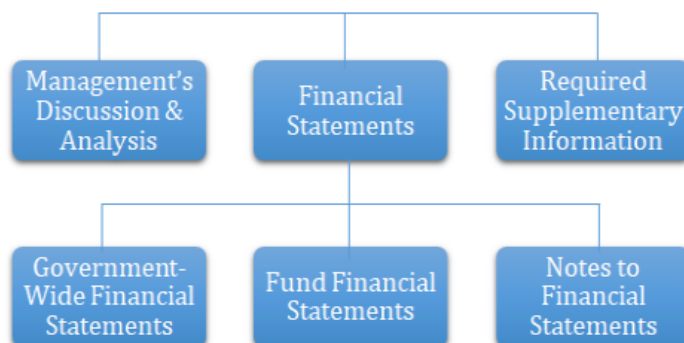 Management's
Discussion &
Analysis
Financial
Statements
Required
Supplementary
Information
Government-
Wide Financial
Statements
Fund Financial
Statements
Notes to
Financial
Statements